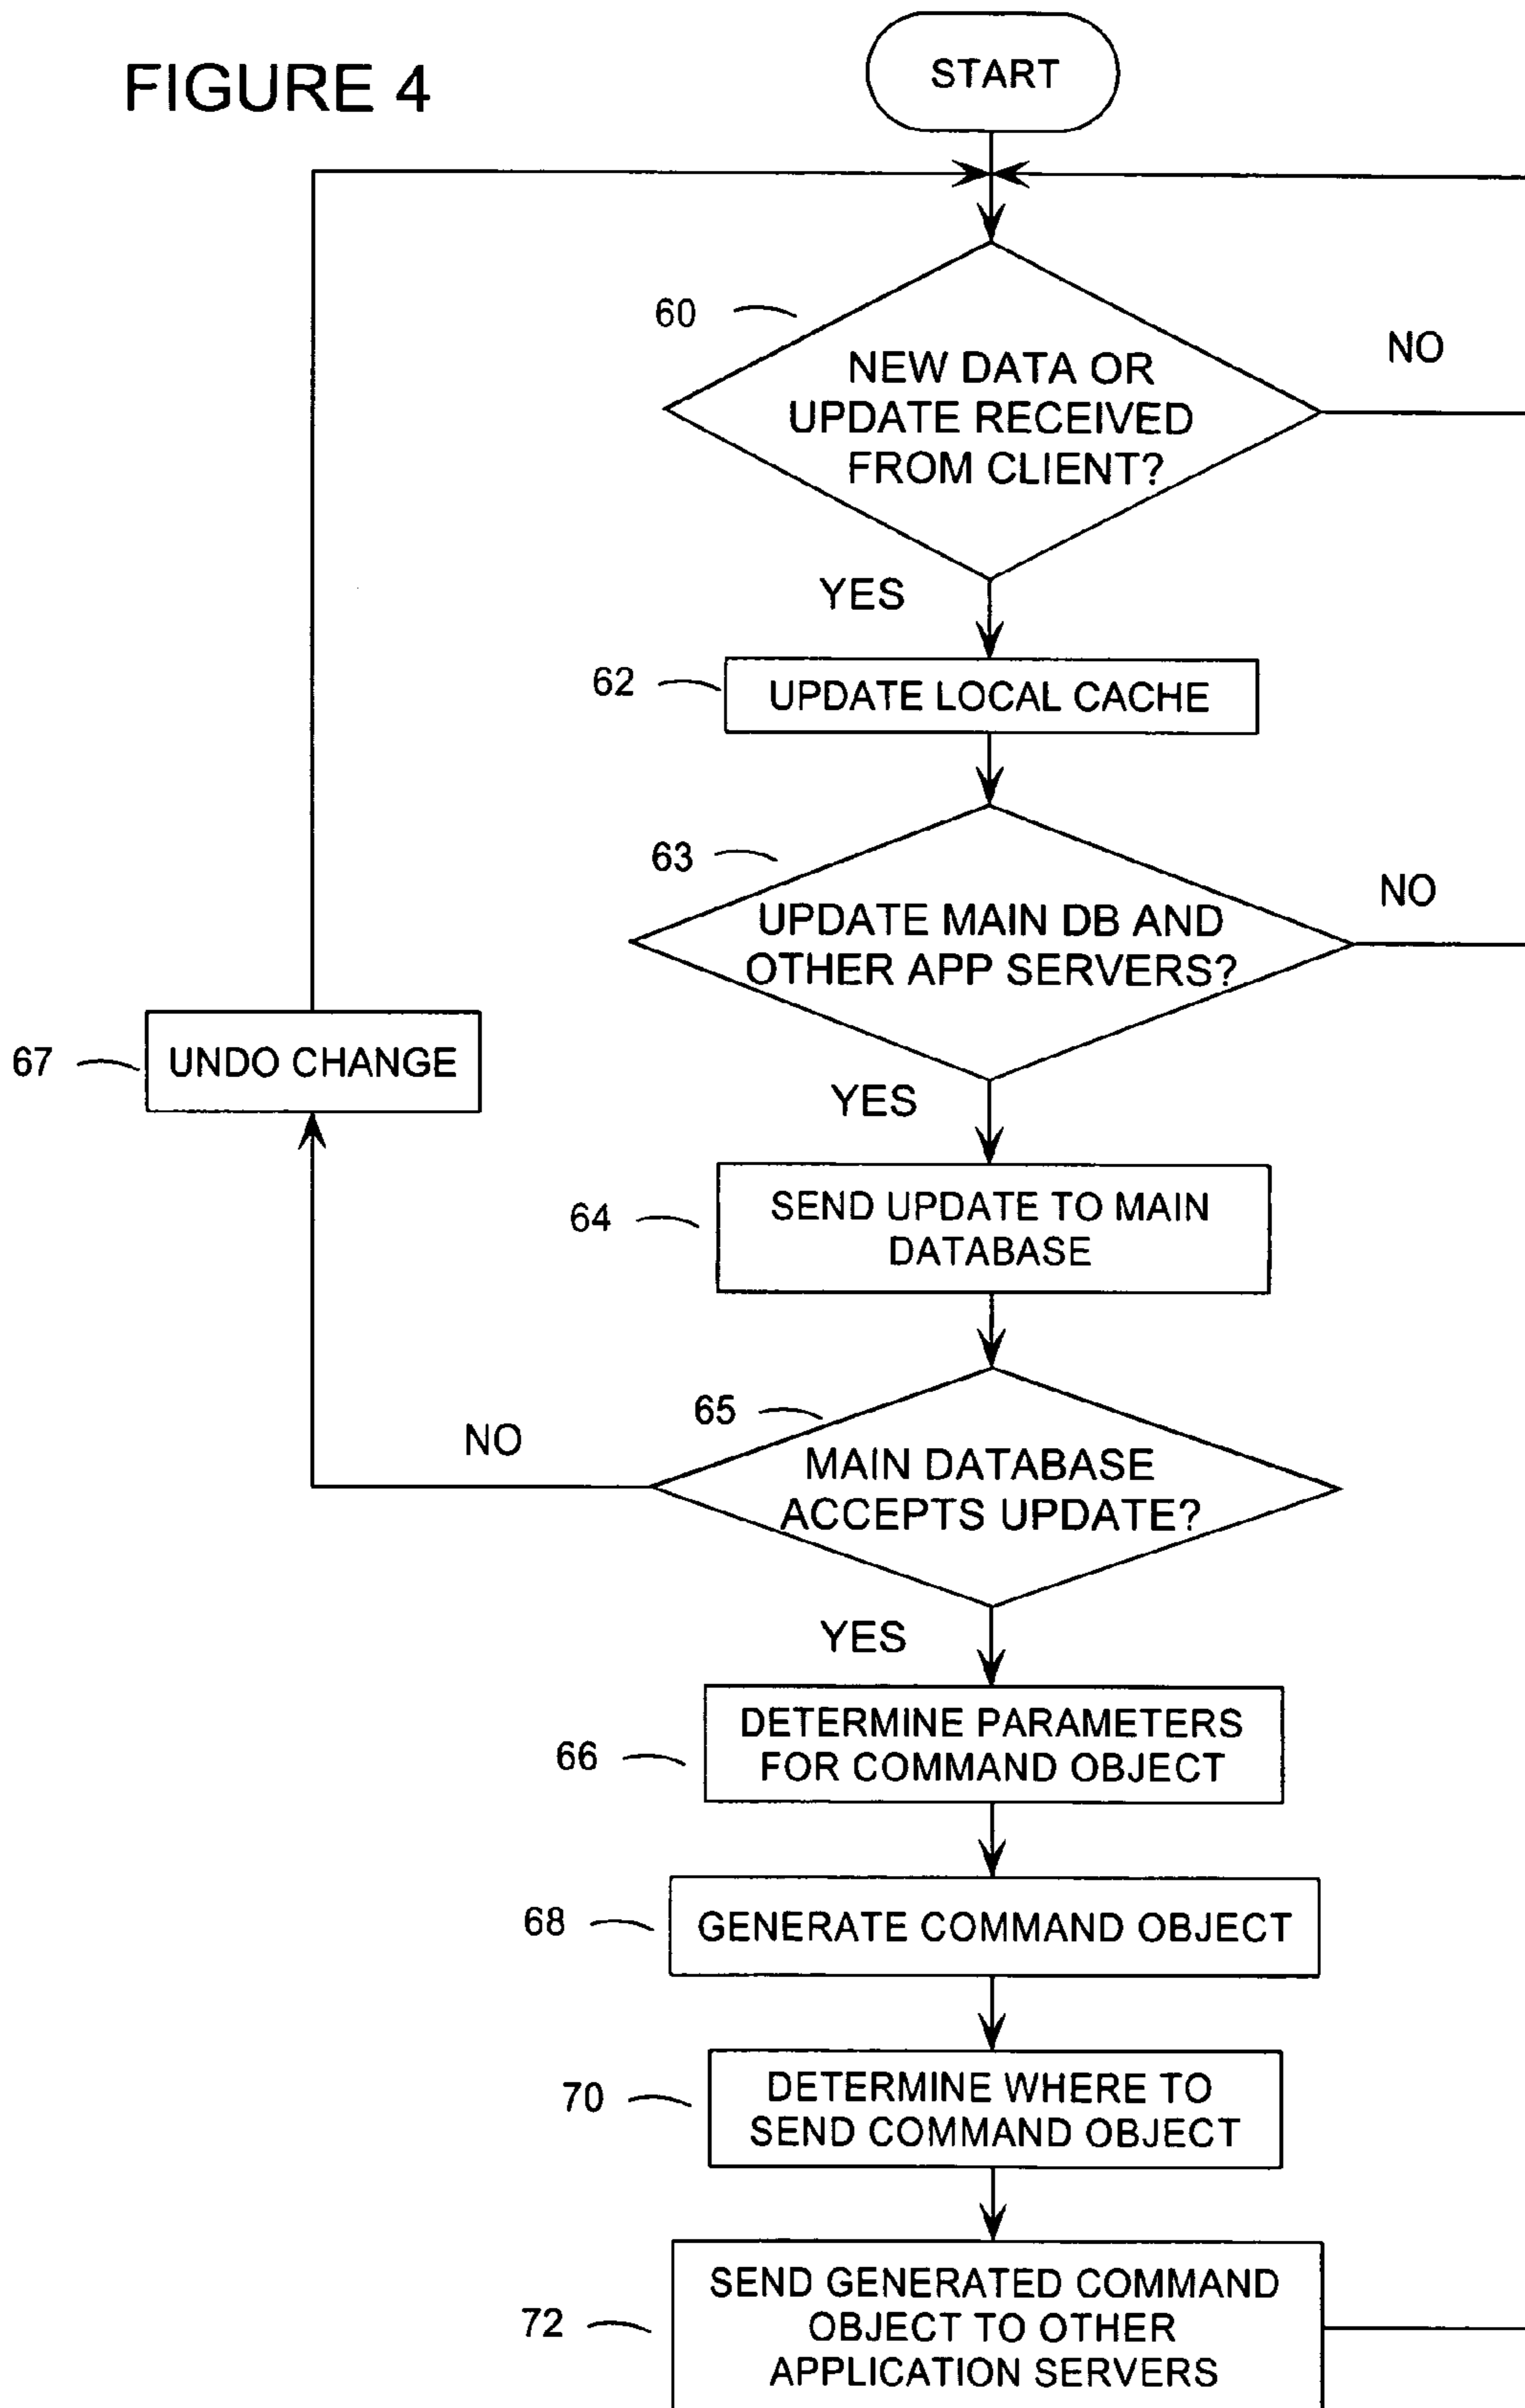 FIGURE 4
START
60
NEW DATA OR
UPDATE RECEIVED
FROM CLIENT?
NO
YES
62
UPDATE LOCAL CACHE
63
UPDATE MAIN DB AND
OTHER APP SERVERS?
NO
67
UNDO CHANGE
YES
64
SEND UPDATE TO MAIN
DATABASE
65
NO
MAIN DATABASE
ACCEPTS UPDATE?
YES
66
DETERMINE PARAMETERS
FOR COMMAND OBJECT
68
GENERATE COMMAND OBJECT
70
DETERMINE WHERE TO
SEND COMMAND OBJECT
72
SEND GENERATED COMMAND
OBJECT TO OTHER
APPLICATION SERVERS